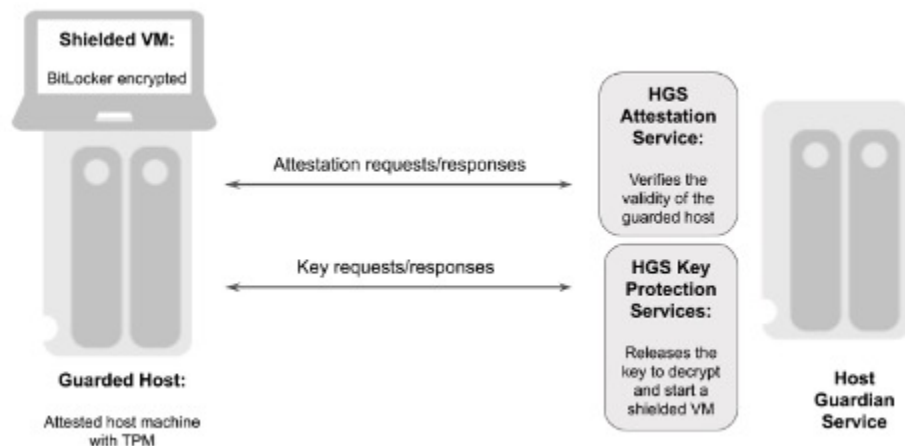 Shielded VM:
BitLocker encrypted
Attestation requests/responses
Key requests/responses
Guarded Host:
Attested host machine
with TPM
HGS
Attestation
Service:
Verifies the
validity of the
guarded host
HGS Key
Protection
Services:
Releases the
key to decrypt
and start a
shielded VM
Host
Guardian
Service